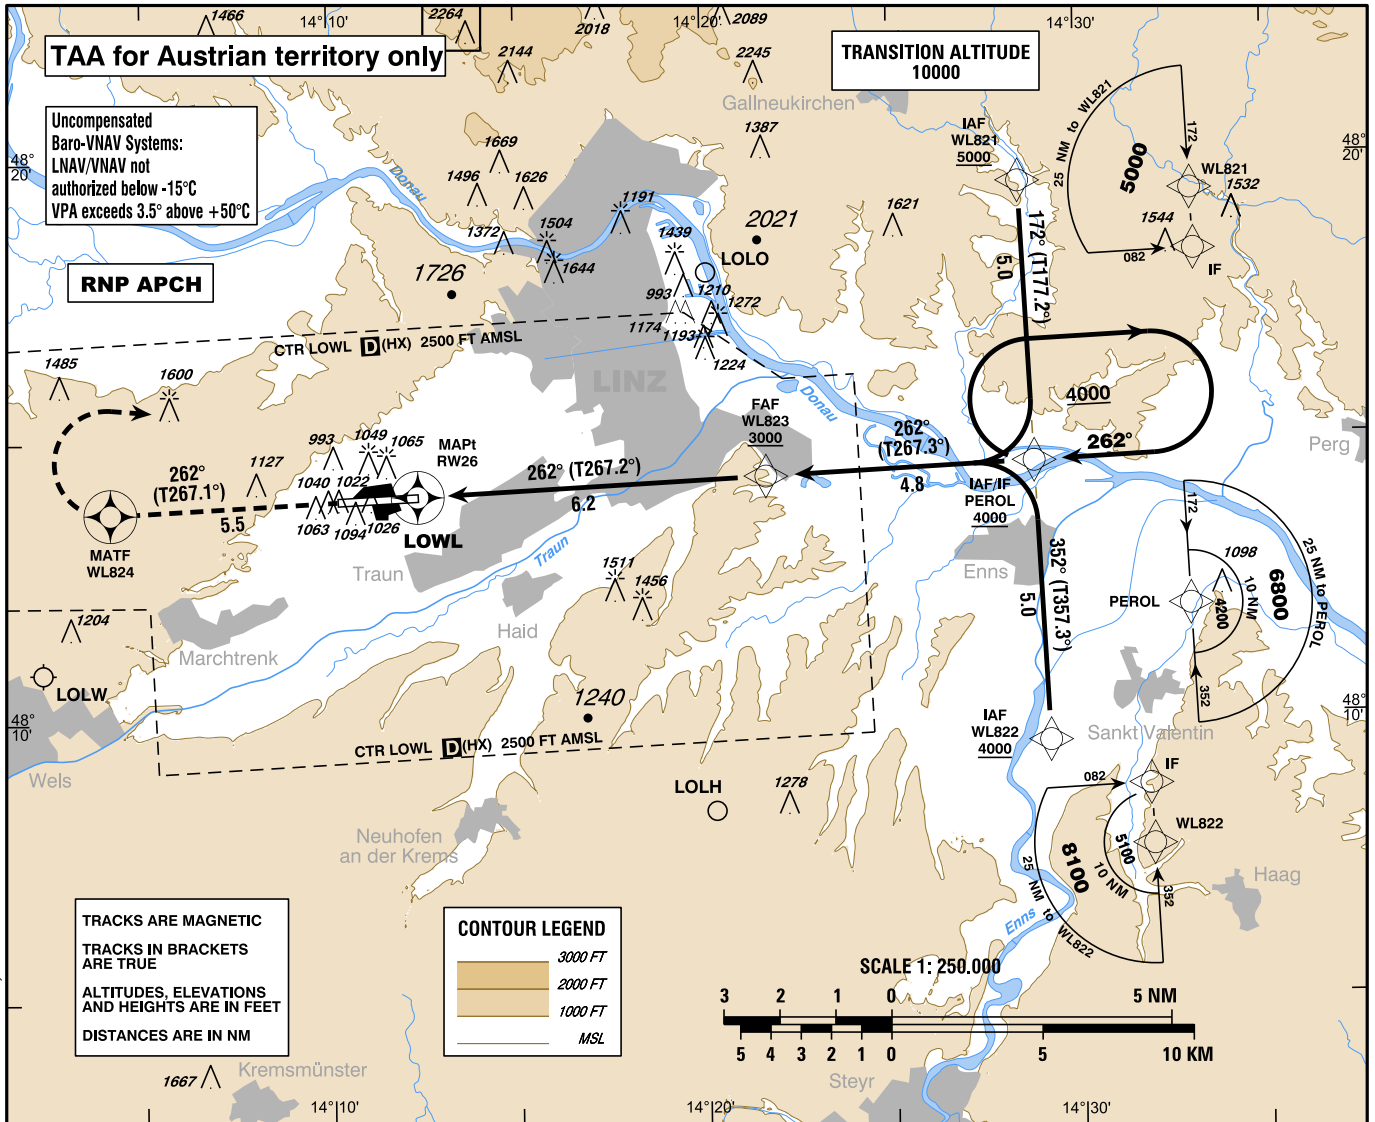 1466
14°10'
2264
2018
14°20'
2089
14°30'
TAA for Austrian territory only
2144
2245
TRANSITION ALTITUDE
10000
Gallneukirchen
Uncompensated
Baro-VNAV Systems:
LNAV/VNAV not
authorized below -15°C
VPA exceeds 3.5° above +50°C
48°
20'
48°
20'
1669
1496
1626
1387
Donau
1191
1504
1372
1644
1439
2021
LOLO
1621
IAF
WL821
5000
25 NM to WL821
172
5000
WL821
1532
1544
082
IF
RNP APCH
1726
993
1210
1272
1174
1193
1224
172° (T177.2°)
5.0
CTR LOWL D (HX) 2500 FT AMSL
1485
1600
LINZ
Donau
4000
262°
FAF
WL823
3000
262°
(T267.3°)
4.8
IAF/IF
PEROL
4000
Perg
993
1049
1065
MAPt
RW26
262° (T267.2°)
6.2
262°
(T267.1°)
5.5
1127
1040
1022
1063
1094
1026
LOWL
MATF
WL824
Traun
Traun
Haid
1511
1456
Enns
352° (T357.3°)
5.0
172
1098
10 NM
4200
6800
25 NM to PEROL
PEROL
352
1204
Marchtrenk
LOLW
1240
48°
10'
48°
10'
CTR LOWL D (HX) 2500 FT AMSL
Wels
IAF
WL822
4000
Sankt Valentin
LOLH
1278
IF
082
WL822
5100
10 NM
8100
25 NM to WL822
352
Haag
Neuhofen
an der Krems
Enns
TRACKS ARE MAGNETIC
TRACKS IN BRACKETS
ARE TRUE
ALTITUDES, ELEVATIONS
AND HEIGHTS ARE IN FEET
DISTANCES ARE IN NM
CONTOUR LEGEND
3000 FT
2000 FT
1000 FT
MSL
SCALE 1: 250.000
3 2 1 0 5 NM
5 4 3 2 1 0 5 10 KM
1667
Kremsmünster
Steyr
14°10'
14°20'
14°30'